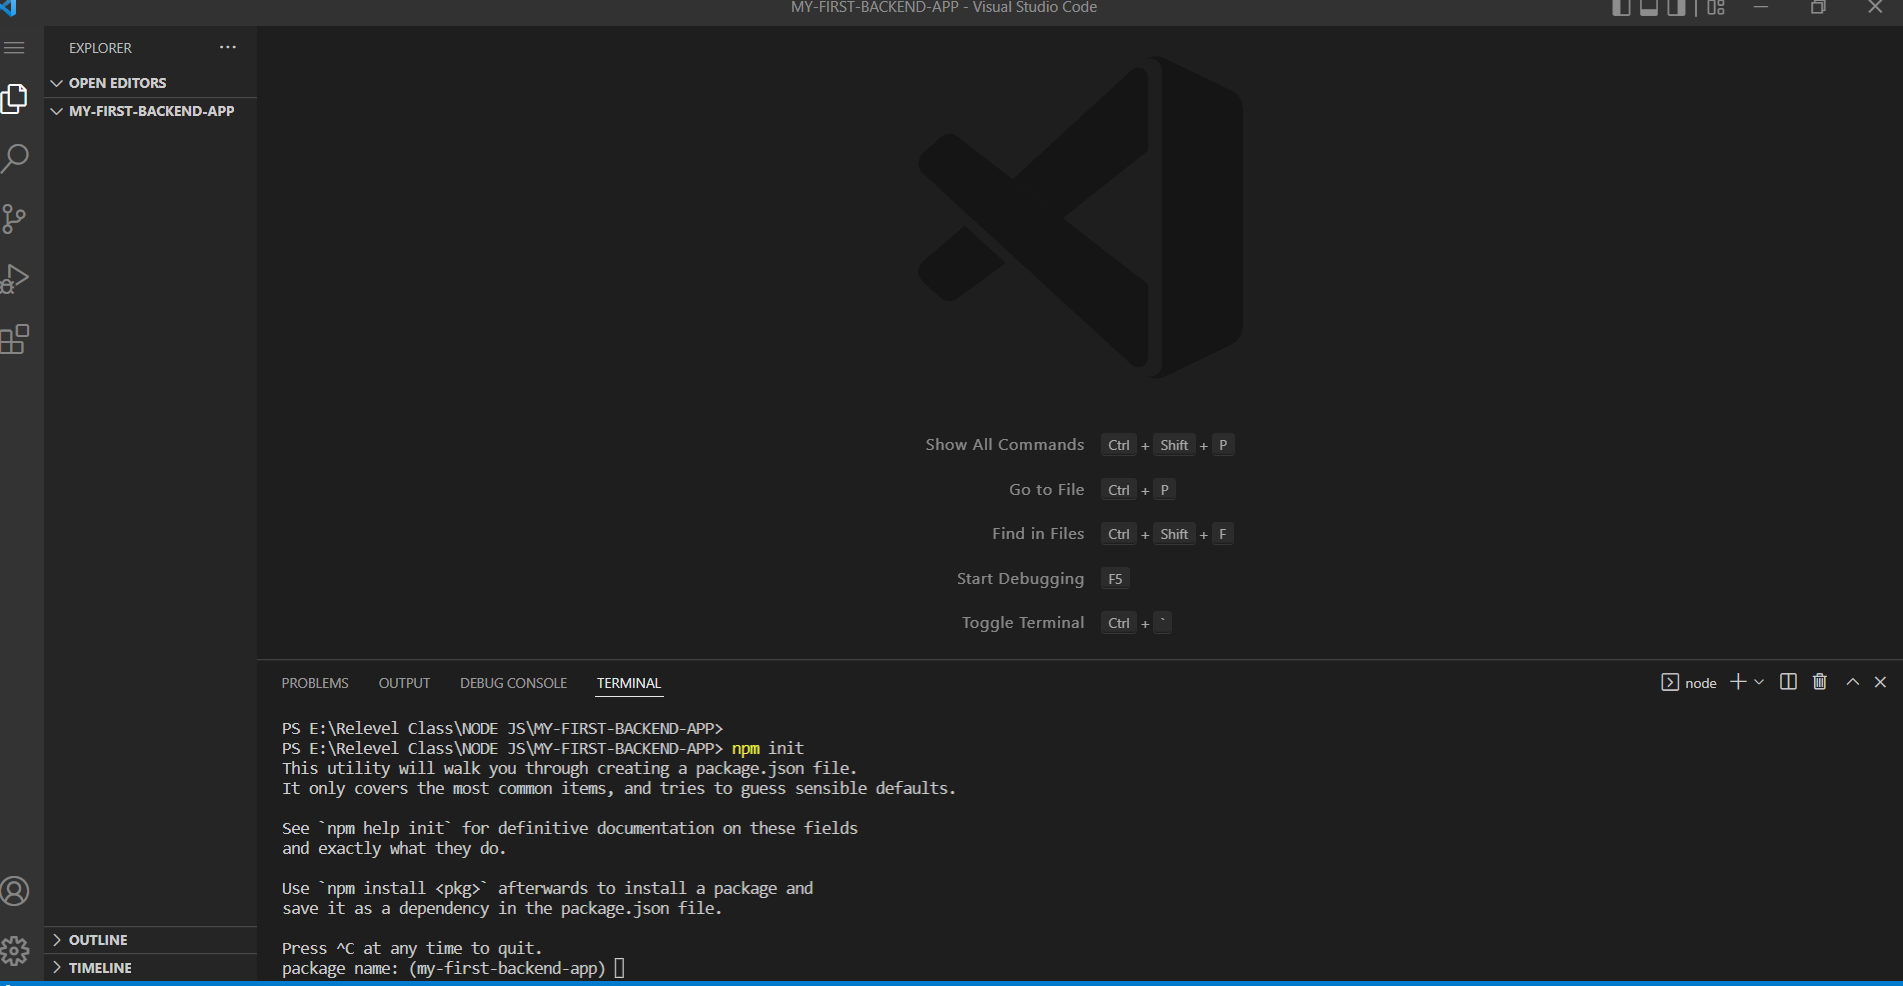 MY-FIRST-BACKEND-APP - Visual Studio Code
EXPLORER
OPEN EDITORS
MY-FIRST-BACKEND-APP
Show All Commands Ctrl + Shift + P
Go to File Ctrl + P
Find in Files Ctrl + Shift + F
Start Debugging F5
Toggle Terminal Ctrl + `
PROBLEMS OUTPUT DEBUG CONSOLE TERMINAL node
PS E:\Relevel Class\NODE JS\MY-FIRST-BACKEND-APP>
PS E:\Relevel Class\NODE JS\MY-FIRST-BACKEND-APP> npm init
This utility will walk you through creating a package.json file.
It only covers the most common items, and tries to guess sensible defaults.
See `npm help init` for definitive documentation on these fields
and exactly what they do.
Use `npm install <pkg>` afterwards to install a package and
save it as a dependency in the package.json file.
Press ^C at any time to quit.
package name: (my-first-backend-app)
OUTLINE
TIMELINE